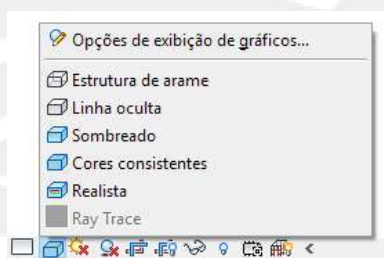 Opções de exibição de gráficos...
Estrutura de arame
Linha oculta
Sombreado
Cores consistentes
Realista
Ray Trace